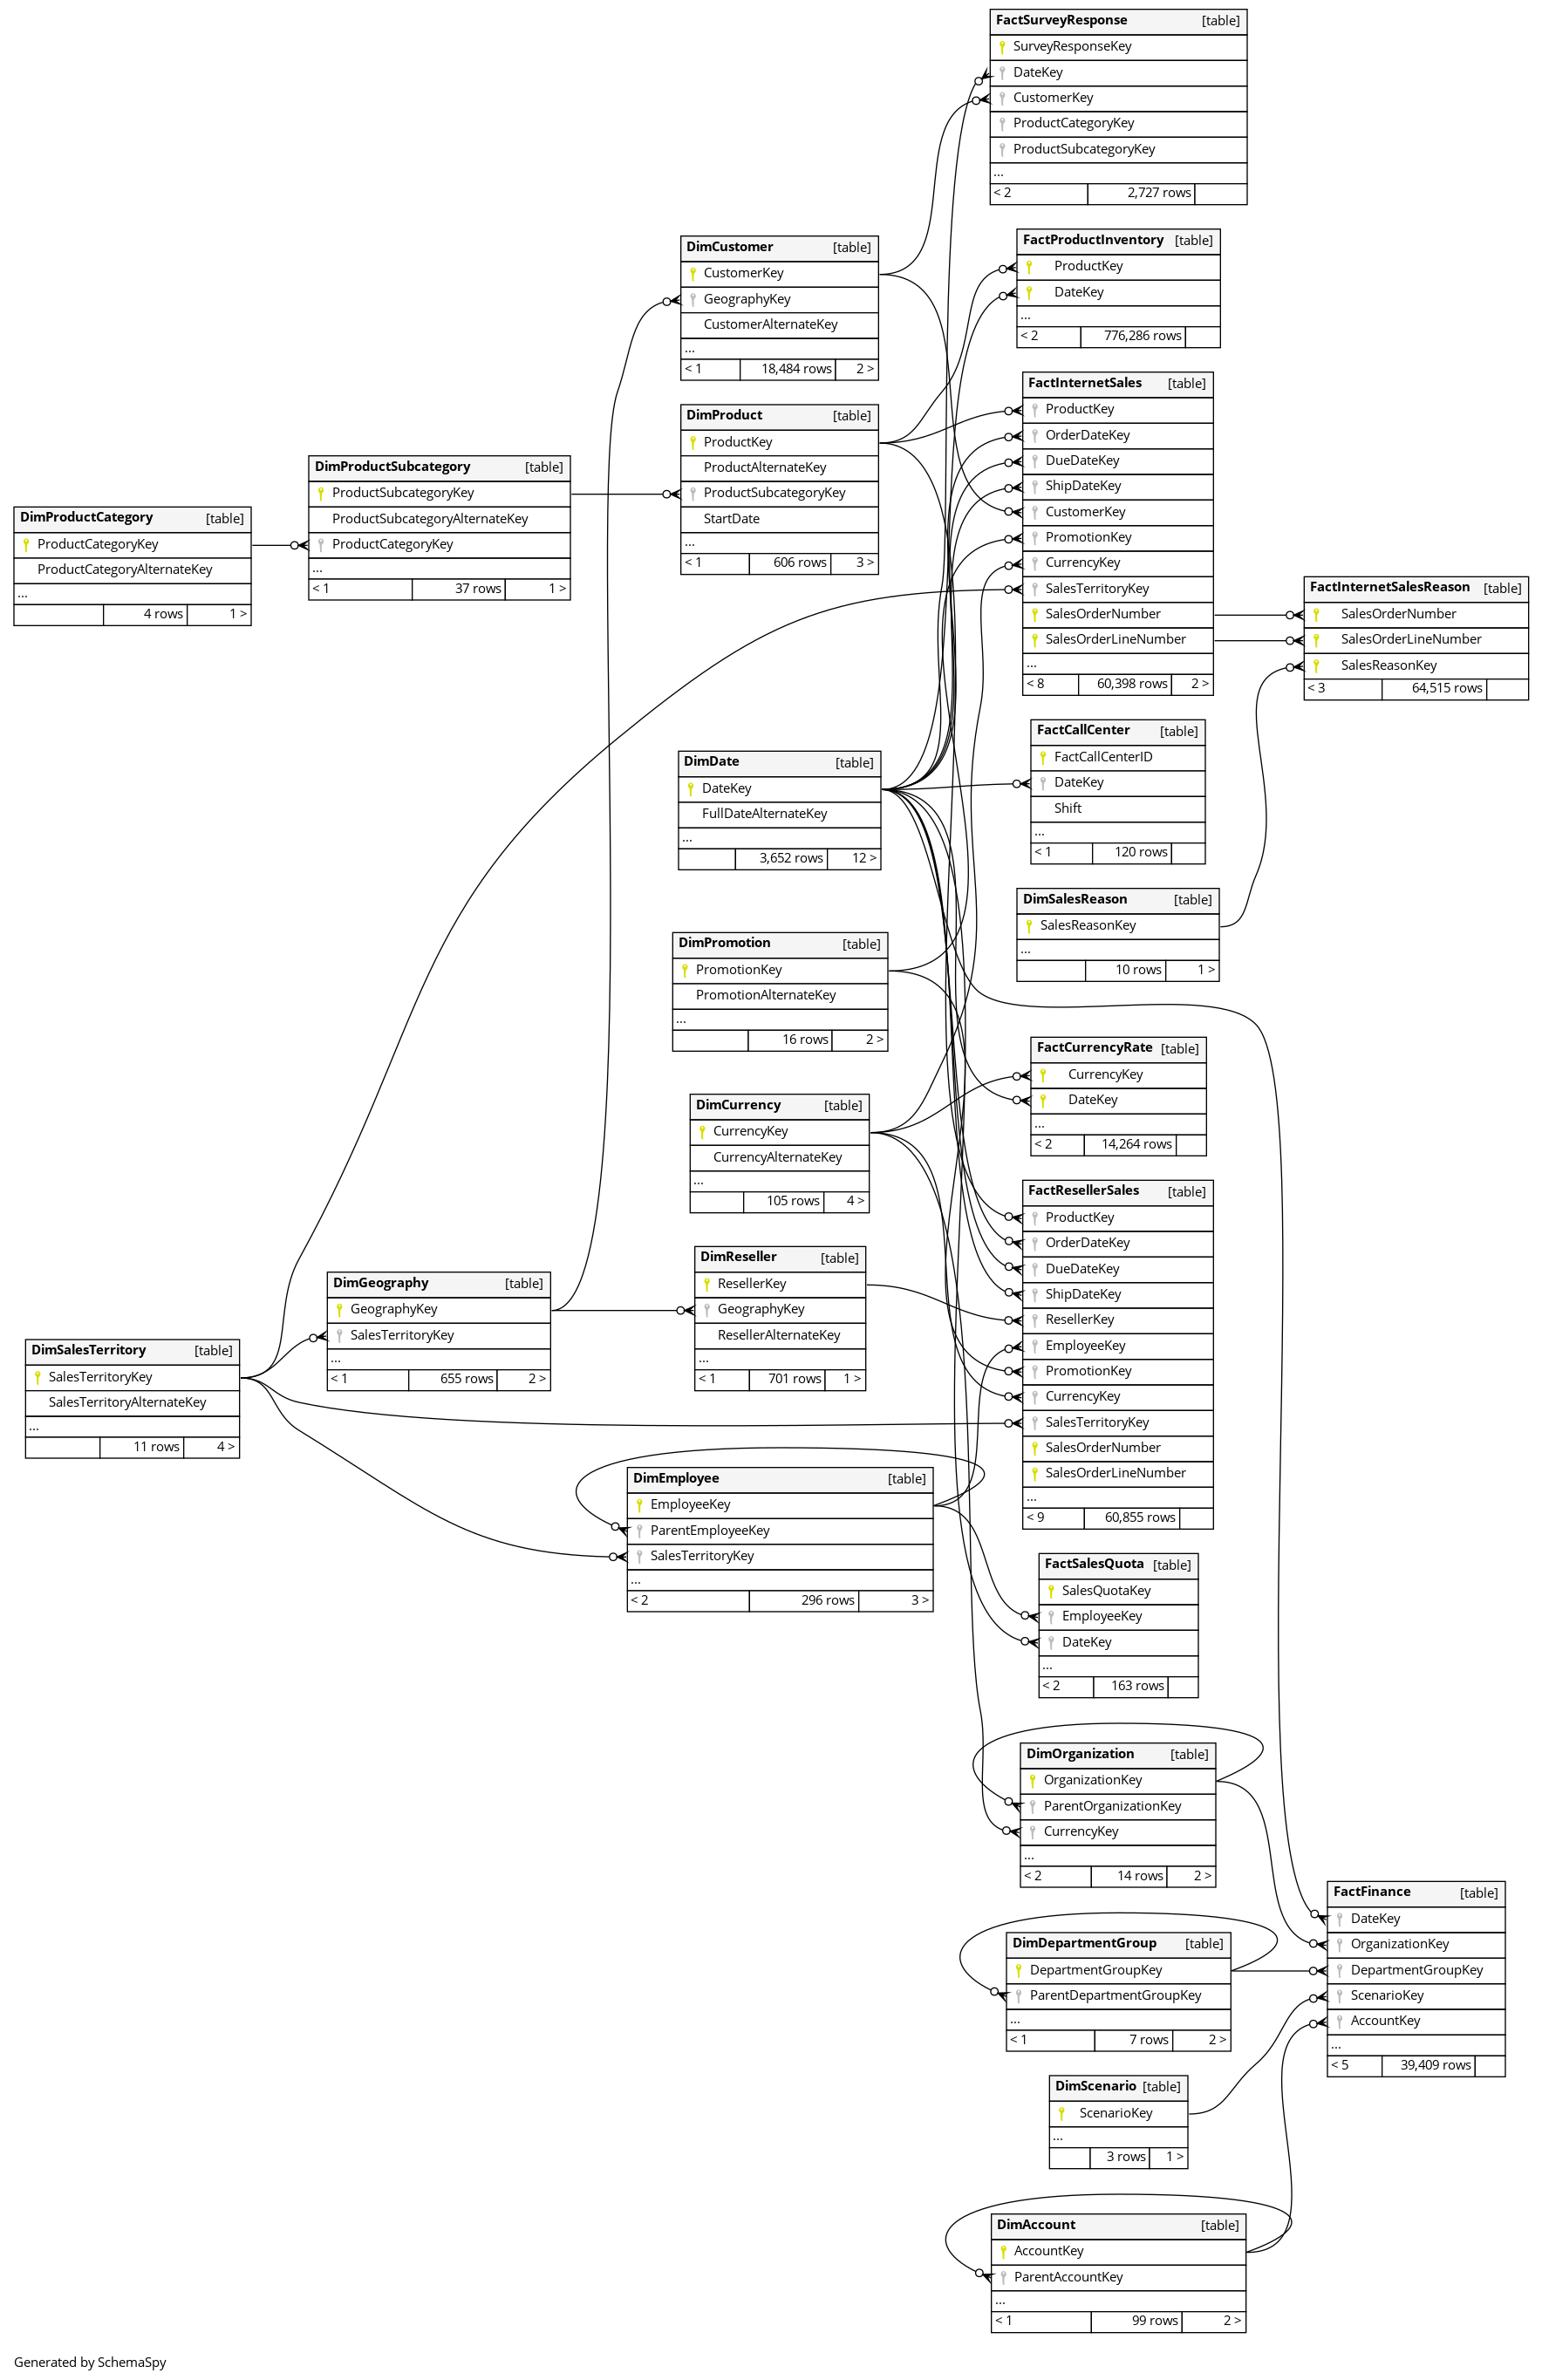 FactSurveyResponse [table]
SurveyResponseKey
DateKey
CustomerKey
ProductCategoryKey
ProductSubcategoryKey
...
< 2 2,727 rows
DimCustomer [table]
CustomerKey
GeographyKey
CustomerAlternateKey
...
< 1 18,484 rows 2 >
FactProductInventory [table]
ProductKey
DateKey
...
< 2 776,286 rows
DimProduct [table]
ProductKey
ProductAlternateKey
ProductSubcategoryKey
StartDate
...
< 1 606 rows 3 >
FactInternetSales [table]
ProductKey
OrderDateKey
DueDateKey
ShipDateKey
CustomerKey
PromotionKey
CurrencyKey
SalesTerritoryKey
SalesOrderNumber
SalesOrderLineNumber
...
< 8 60,398 rows 2 >
DimProductSubcategory [table]
ProductSubcategoryKey
ProductSubcategoryAlternateKey
ProductCategoryKey
...
< 1 37 rows 1 >
DimProductCategory [table]
ProductCategoryKey
ProductCategoryAlternateKey
...
4 rows 1 >
FactInternetSalesReason [table]
SalesOrderNumber
SalesOrderLineNumber
SalesReasonKey
< 3 64,515 rows
DimDate [table]
DateKey
FullDateAlternateKey
...
3,652 rows 12 >
FactCallCenter [table]
FactCallCenterID
DateKey
Shift
...
< 1 120 rows
DimSalesReason [table]
SalesReasonKey
...
10 rows 1 >
DimPromotion [table]
PromotionKey
PromotionAlternateKey
...
16 rows 2 >
FactCurrencyRate [table]
CurrencyKey
DateKey
...
< 2 14,264 rows
DimCurrency [table]
CurrencyKey
CurrencyAlternateKey
...
105 rows 4 >
FactResellerSales [table]
ProductKey
OrderDateKey
DueDateKey
ShipDateKey
ResellerKey
EmployeeKey
PromotionKey
CurrencyKey
SalesTerritoryKey
SalesOrderNumber
SalesOrderLineNumber
...
< 9 60,855 rows
DimReseller [table]
ResellerKey
GeographyKey
ResellerAlternateKey
...
< 1 701 rows 1 >
DimGeography [table]
GeographyKey
SalesTerritoryKey
...
< 1 655 rows 2 >
DimSalesTerritory [table]
SalesTerritoryKey
SalesTerritoryAlternateKey
...
11 rows 4 >
DimEmployee [table]
EmployeeKey
ParentEmployeeKey
SalesTerritoryKey
...
< 2 296 rows 3 >
FactSalesQuota [table]
SalesQuotaKey
EmployeeKey
DateKey
...
< 2 163 rows
DimOrganization [table]
OrganizationKey
ParentOrganizationKey
CurrencyKey
...
< 2 14 rows 2 >
FactFinance [table]
DateKey
OrganizationKey
DepartmentGroupKey
ScenarioKey
AccountKey
...
< 5 39,409 rows
DimDepartmentGroup [table]
DepartmentGroupKey
ParentDepartmentGroupKey
...
< 1 7 rows 2 >
DimScenario [table]
ScenarioKey
...
3 rows 1 >
DimAccount [table]
AccountKey
ParentAccountKey
...
< 1 99 rows 2 >
Generated by SchemaSpy